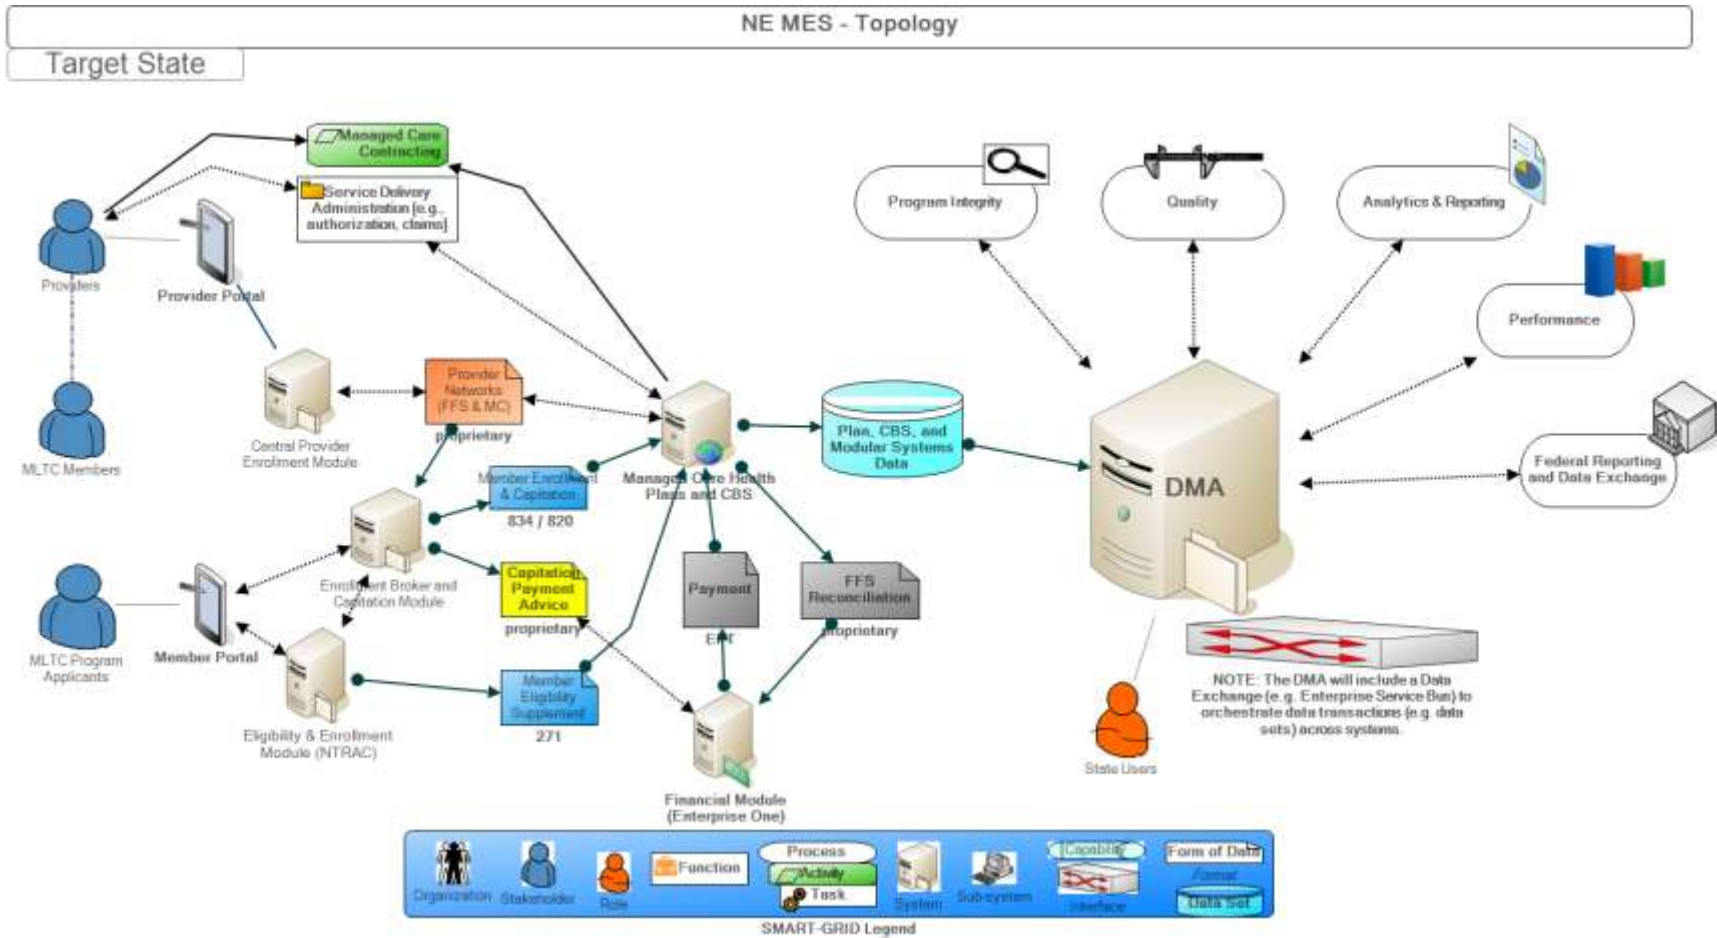 NE MES - Topology
Target State
Managed Care
Contracting
Service Delivery
Administration [e.g.,
authorization, claims]
Providers
Provider Portal
Program Integrity
Quality
Analytics & Reporting
Performance
Federal Reporting
and Data Exchange
MLTC Members
Central Provider
Enrollment Module
Provider
Networks
(FFS & MC)
proprietary
Member Enrollment
& Capitation
834 / 820
Managed Care Health
Plans and CBS
Plan, CBS, and
Modular Systems
Data
DMA
Enrollment Broker and
Capitation Module
Capitation
Payment
Advice
proprietary
Payment
EFT
FFS
Reconciliation
proprietary
MLTC Program
Applicants
Member Portal
Eligibility & Enrollment
Module (NTRAC)
Member
Eligibility
Supplement
271
Financial Module
(Enterprise One)
State Users
NOTE: The DMA will include a Data
Exchange (e.g. Enterprise Service Bus) to
orchestrate data transactions (e.g. data
sets) across systems.
Organization
Stakeholder
Role
Function
Process
Activity
Task
System
Sub-system
(Capability)
Interface
Form of Data
Format
Data Set
SMART-GRID Legend